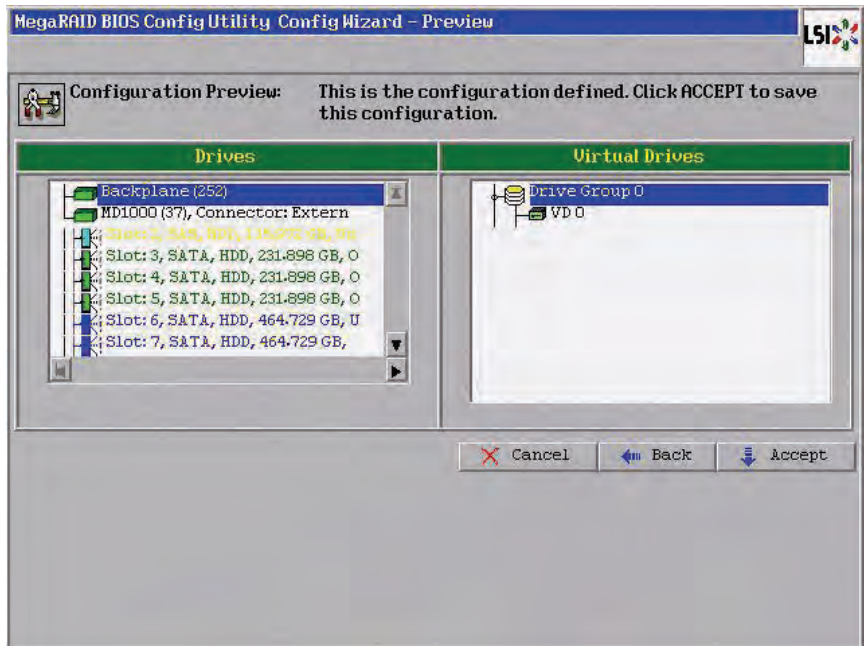 MegaRAID BIOS Config Utility Config Wizard - Preview
LSI
Configuration Preview: This is the configuration defined. Click ACCEPT to save
this configuration.
Drives
Backplane (252)
MD1000 (37), Connector: Extern
Slot: 3, SATA, HDD, 231.898 GB, O
Slot: 4, SATA, HDD, 231.898 GB, O
Slot: 5, SATA, HDD, 231.898 GB, O
Slot: 6, SATA, HDD, 464.729 GB, U
Slot: 7, SATA, HDD, 464.729 GB,
Virtual Drives
Drive Group 0
VD 0
Cancel
Back
Accept